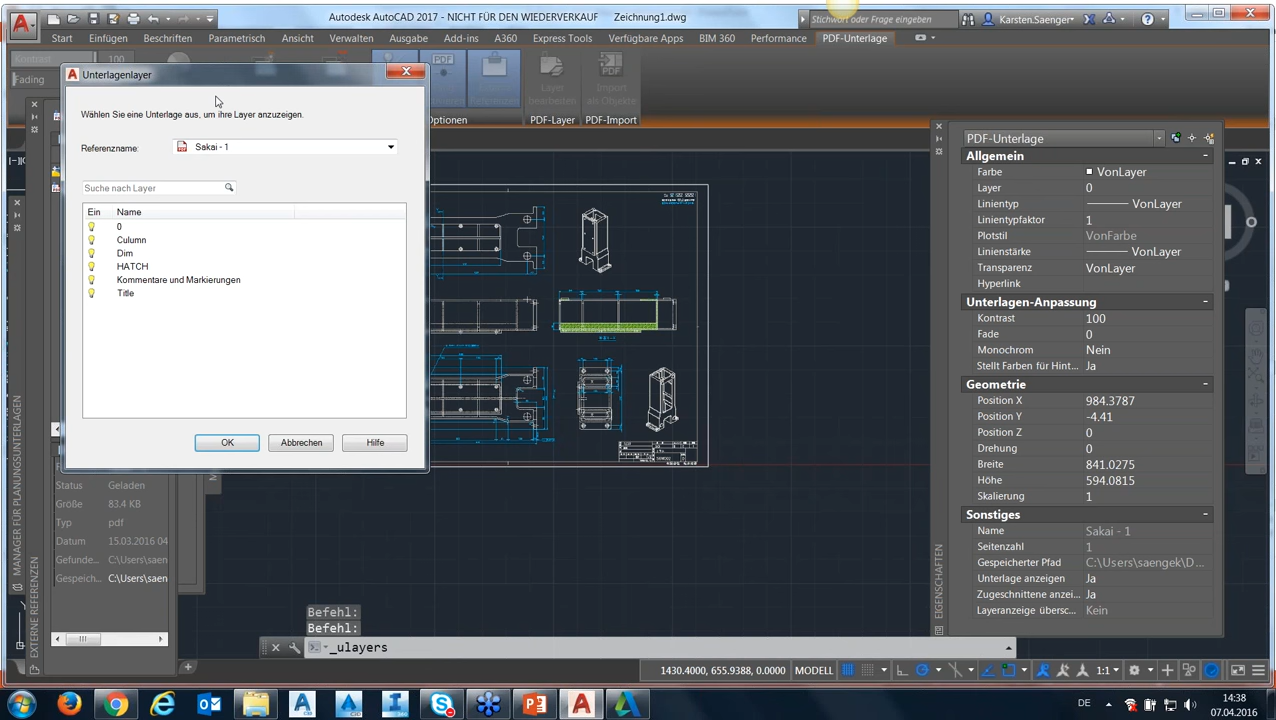 Autodesk AutoCAD 2017 - NICHT FÜR DEN WEITERVERKAUF Zeichnung1.dwg
Stichwort oder Frage eingeben
Karsten.Saenger
Start Einfügen Beschriften Parametrisch Ansicht Verwalten Ausgabe Add-ins A360 Express Tools Verfügbare Apps BIM 360 Performance PDF-Unterlage
Kontrast 100
Fading
PDF
Layer bearbeiten
Import als Objekte
Optionen PDF-Layer PDF-Import
Unterlagenlayer
Wählen Sie eine Unterlage aus, um ihre Layer anzuzeigen.
Referenzname: Sakai - 1
Suche nach Layer
Ein Name
0
Culumn
Dim
HATCH
Kommentare und Markierungen
Title
OK Abbrechen Hilfe
Status Geladen
Größe 83.4 KB
Typ pdf
Datum 15.03.2016 04
Gefunde... C:\Users\saen
Gespeich... C:\Users\saen
MANAGER FÜR PLANUNGSUNTERLAGEN
EXTERNE REFERENZEN
EIGENSCHAFTEN
PDF-Unterlage
Allgemein
Farbe VonLayer
Layer 0
Linientyp VonLayer
Linientypfaktor 1
Plotstil VonFarbe
Linienstärke VonLayer
Transparenz VonLayer
Hyperlink
Unterlagen-Anpassung
Kontrast 100
Fade 0
Monochrom Nein
Stellt Farben für Hint... Ja
Geometrie
Position X 984.3787
Position Y -4.41
Position Z 0
Drehung 0
Breite 841.0275
Höhe 594.0815
Skalierung 1
Sonstiges
Name Sakai - 1
Seitenzahl 1
Gespeicherter Pfad C:\Users\saengek\D...
Unterlage anzeigen Ja
Zugeschnittene anzei... Ja
Layeranzeige übersc... Kein
Befehl:
Befehl:
_ulayers
1430.4000, 655.9388, 0.0000 MODELL 1:1
DE 14:38
07.04.2016